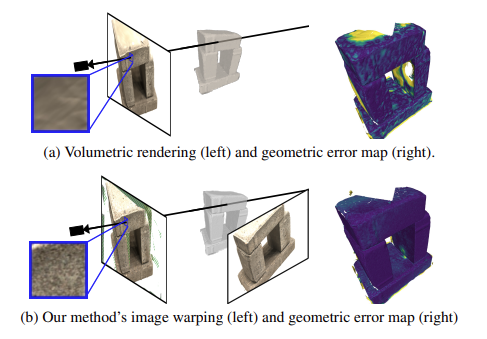 (a) Volumetric rendering (left) and geometric error map (right).
(b) Our method's image warping (left) and geometric error map (right)